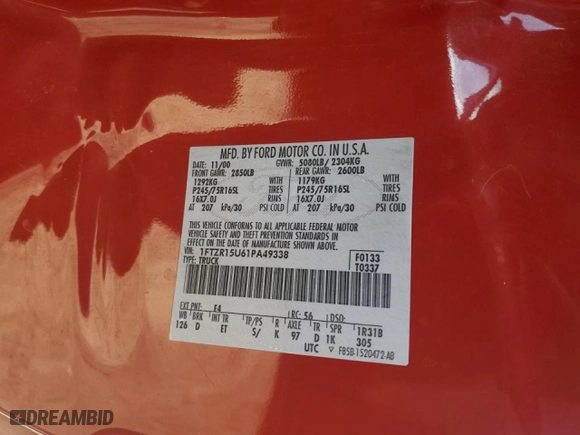 MFD. BY FORD MOTOR CO. IN U.S.A.
DATE: 11/00 GVWR: 5080LB/ 2304KG
FRONT GAWR: 2850LB REAR GAWR: 2600LB
1292KG WITH 1179KG WITH
P245/75R16SL TIRES P245/75R16SL TIRES
16X7.0J RIMS 16X7.0J RIMS
AT 207 kPa/30 PSI COLD AT 207 kPa/30 PSI COLD
THIS VEHICLE CONFORMS TO ALL APPLICABLE FEDERAL MOTOR
VEHICLE SAFETY AND THEFT PREVENTION STANDARDS IN
EFFECT ON THE DATE OF MANUFACTURE SHOWN ABOVE.
VIN: 1FTZR15U61PA49338 F0133
TYPE: TRUCK T0337
EXT PNT: E4 RC: 56 DSO:
WB BRK INT TR TP/PS R AXLE TR SPR 1R31B
126 D ET S/ K 97 D 1K 305
UTC F85B-1520472-AB
DREAMBID